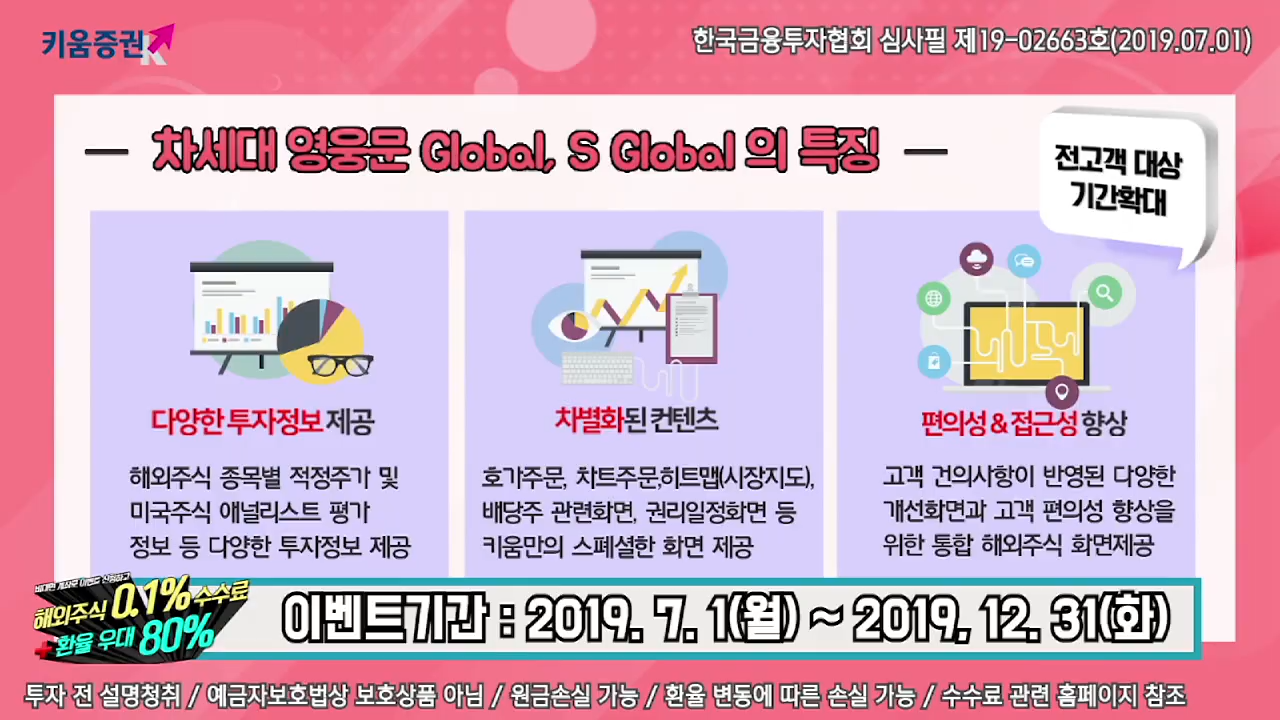 키움증권
한국금융투자협회 심사필 제19-02663호(2019.07.01)
차세대 영웅문 Global, S Global 의 특징
전고객 대상
기간확대
다양한 투자정보 제공
해외주식 종목별 적정주가 및
미국주식 애널리스트 평가
정보 등 다양한 투자정보 제공
차별화된 컨텐츠
호가주문, 차트주문,히트맵(시장지도),
배당주 관련화면, 권리일정화면 등
키움만의 스페셜한 화면 제공
편의성 & 접근성 향상
고객 건의사항이 반영된 다양한
개선화면과 고객 편의성 향상을
위한 통합 해외주식 화면제공
비대면 계좌로 이벤트 신청하고
해외주식 0.1% 수수료
+환율 우대 80%
이벤트기간 : 2019. 7. 1(월) ~ 2019, 12. 31(화)
투자 전 설명청취 / 예금자보호법상 보호상품 아님 / 원금손실 가능 / 환율 변동에 따른 손실 가능 / 수수료 관련 홈페이지 참조